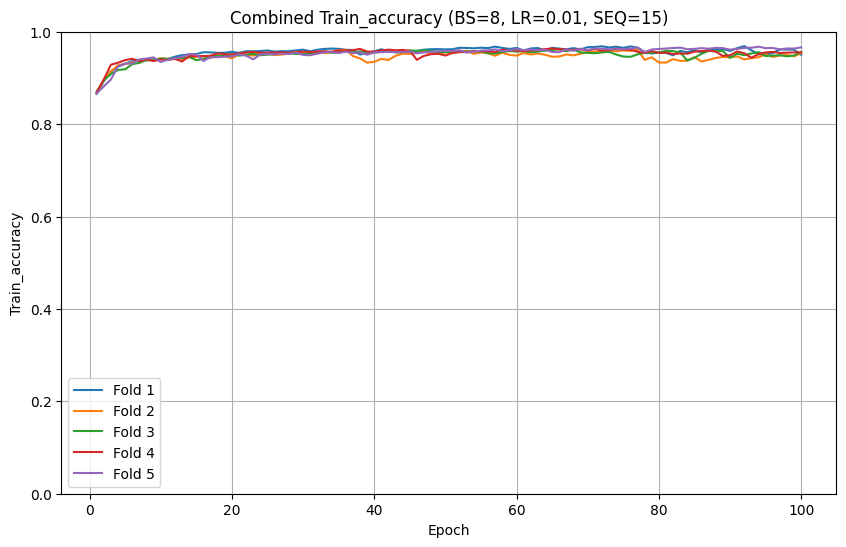 Combined Train_accuracy (BS=8, LR=0.01, SEQ=15)
1.0
0.8
0.6
0.4
0.2
0.0
Train_accuracy
Fold 1
Fold 2
Fold 3
Fold 4
Fold 5
0 20 40 60 80 100
Epoch